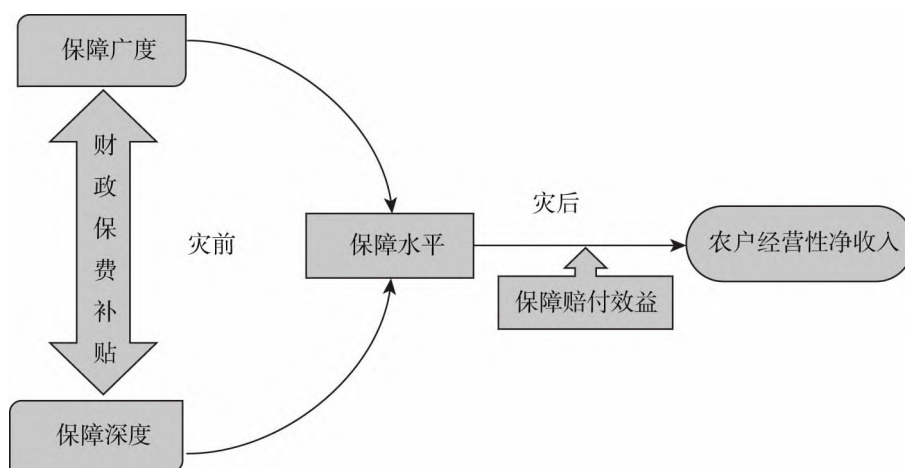 保障广度
财政保费补贴
灾前
保障水平
灾后
农户经营性净收入
保障赔付效益
保障深度